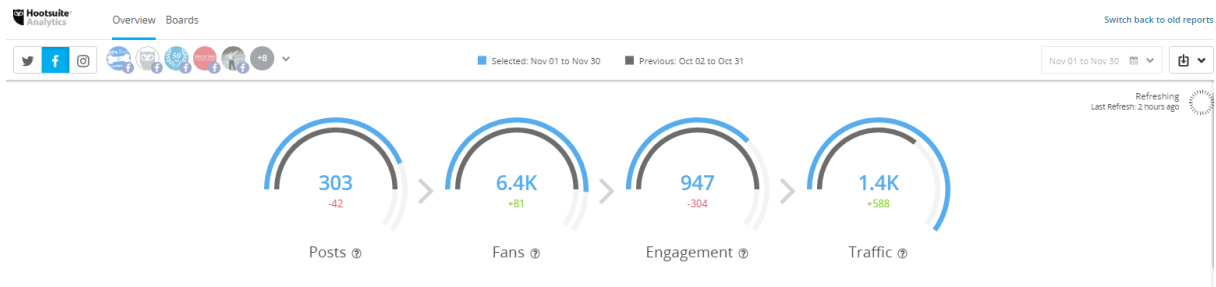 Hootsuite®
Analytics
Overview
Boards
Switch back to old reports
50
+8
Selected: Nov 01 to Nov 30
Previous: Oct 02 to Oct 31
Nov 01 to Nov 30
Refreshing
Last Refresh: 2 hours ago
303
-42
Posts
6.4K
+81
Fans
947
-304
Engagement
1.4K
+588
Traffic